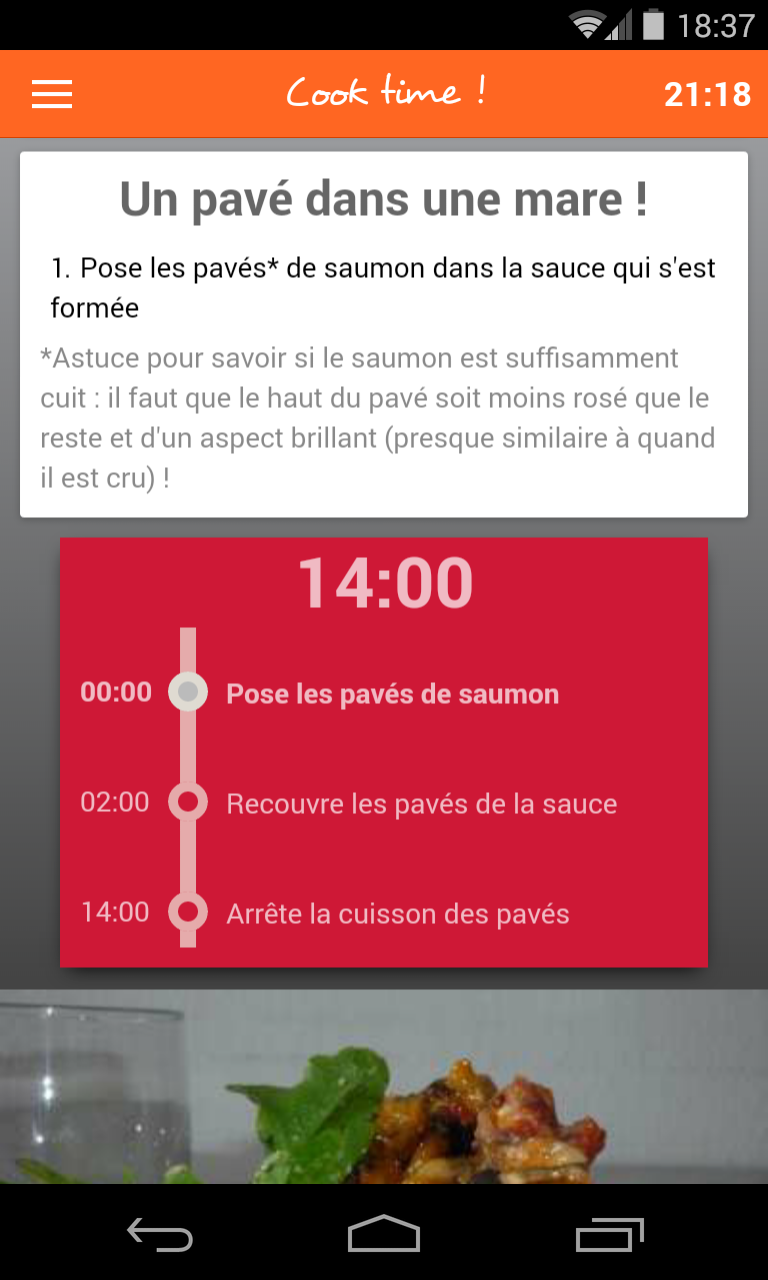 18:37
Cook time !
21:18
Un pavé dans une mare !
1. Pose les pavés* de saumon dans la sauce qui s'est
formée
*Astuce pour savoir si le saumon est suffisamment
cuit : il faut que le haut du pavé soit moins rosé que le
reste et d'un aspect brillant (presque similaire à quand
il est cru) !
14:00
00:00 Pose les pavés de saumon
02:00 Recouvre les pavés de la sauce
14:00 Arrête la cuisson des pavés